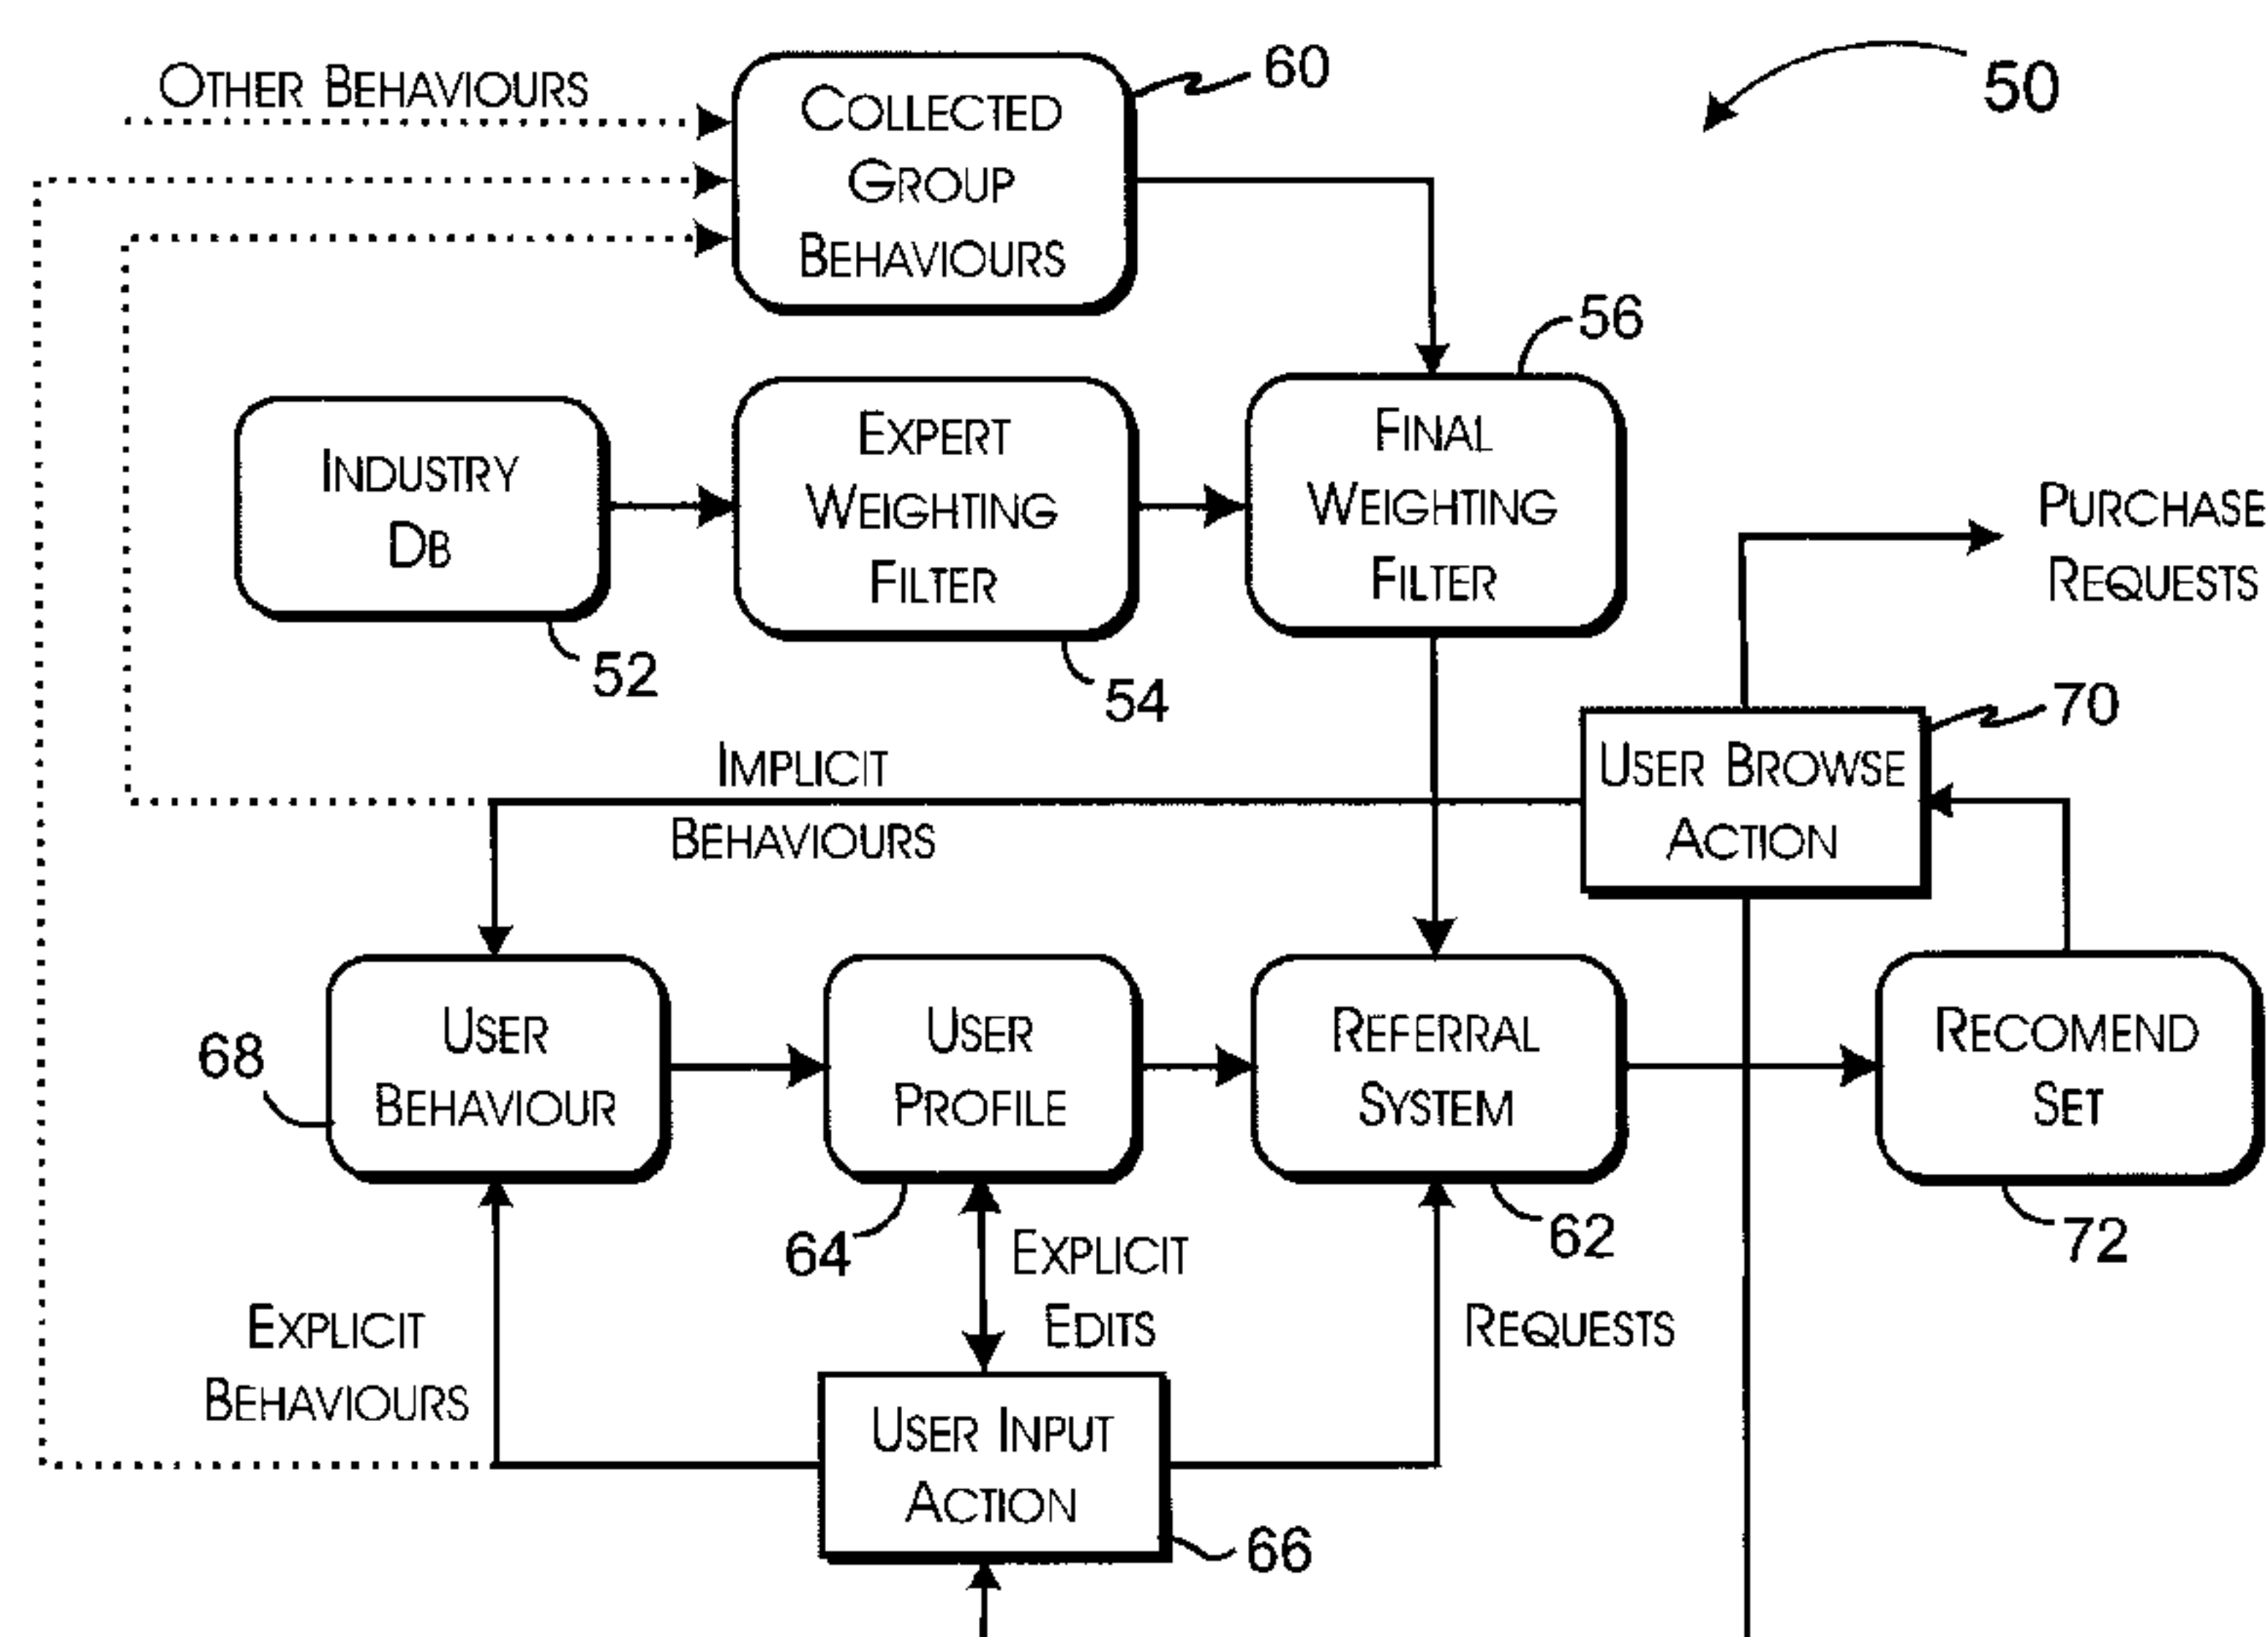 OTHER BEHAVIOURS
60
50
COLLECTED
GROUP
BEHAVIOURS
56
INDUSTRY
DB
52
EXPERT
WEIGHTING
FILTER
54
FINAL
WEIGHTING
FILTER
PURCHASE
REQUESTS
70
USER BROWSE
ACTION
IMPLICIT
BEHAVIOURS
68
USER
BEHAVIOUR
USER
PROFILE
64
REFERRAL
SYSTEM
62
RECOMEND
SET
72
EXPLICIT
BEHAVIOURS
EXPLICIT
EDITS
REQUESTS
USER INPUT
ACTION
66